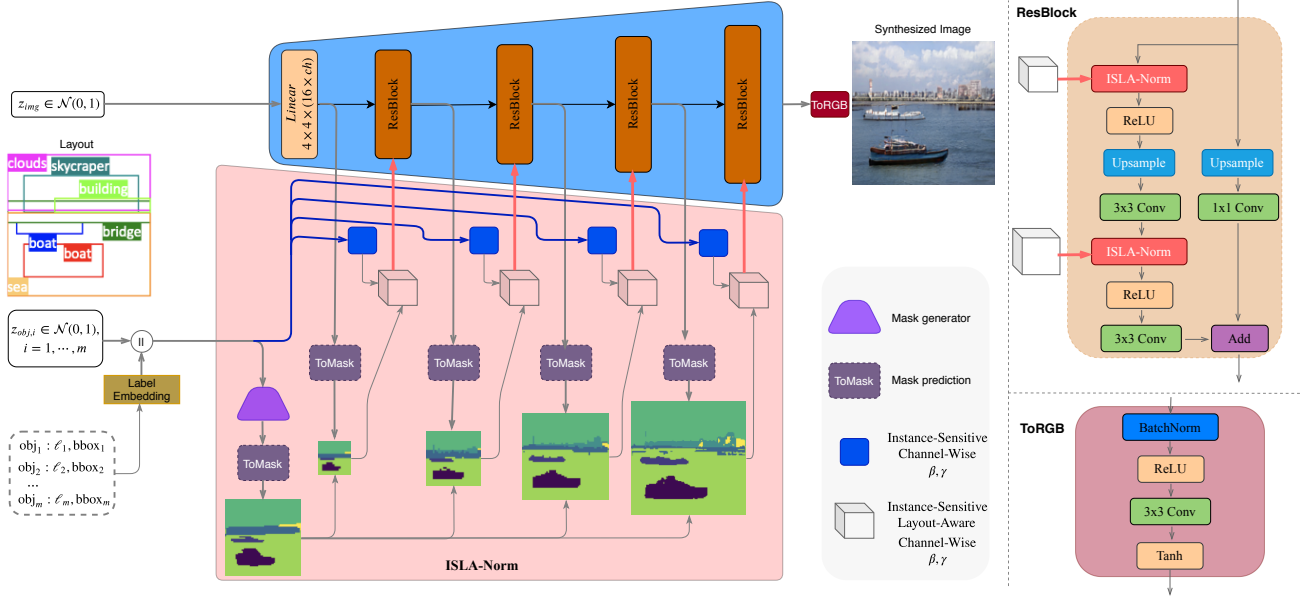 z_img ∈ N(0,1)
Layout
clouds
skycraper
building
bridge
boat
boat
sea
z_obj,i ∈ N(0,1),
i = 1, ⋯, m
||
Label
Embedding
obj_1 : ℓ_1, bbox_1
obj_2 : ℓ_2, bbox_2
...
obj_m : ℓ_m, bbox_m
Linear
4 × 4 × (16 × ch)
ResBlock
ResBlock
ResBlock
ResBlock
ToRGB
Synthesized Image
ToMask
ToMask
ToMask
ToMask
ToMask
ISLA-Norm
Mask generator
ToMask
Mask prediction
Instance-Sensitive
Channel-Wise
β, γ
Instance-Sensitive
Layout-Aware
Channel-Wise
β, γ
ResBlock
ISLA-Norm
ReLU
Upsample
Upsample
3x3 Conv
1x1 Conv
ISLA-Norm
ReLU
3x3 Conv
Add
ToRGB
BatchNorm
ReLU
3x3 Conv
Tanh